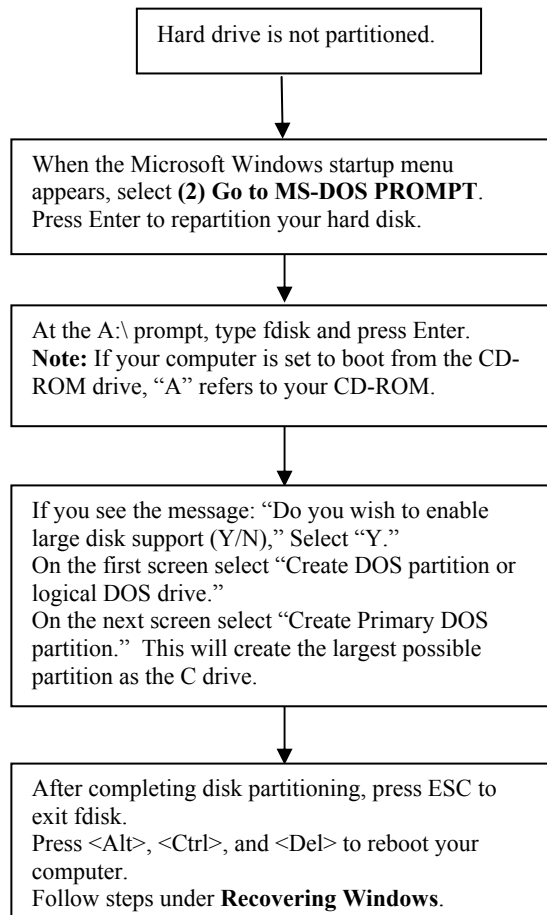 Hard drive is not partitioned.
When the Microsoft Windows startup menu
appears, select (2) Go to MS-DOS PROMPT.
Press Enter to repartition your hard disk.
At the A:\ prompt, type fdisk and press Enter.
Note: If your computer is set to boot from the CD-
ROM drive, “A” refers to your CD-ROM.
If you see the message: “Do you wish to enable
large disk support (Y/N),” Select “Y.”
On the first screen select “Create DOS partition or
logical DOS drive.”
On the next screen select “Create Primary DOS
partition.”  This will create the largest possible
partition as the C drive.
After completing disk partitioning, press ESC to
exit fdisk.
Press <Alt>, <Ctrl>, and <Del> to reboot your
computer.
Follow steps under Recovering Windows.